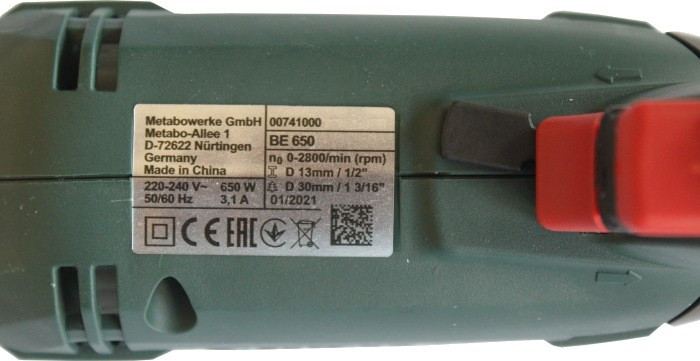 Metabowerke GmbH
Metabo-Allee 1
D-72622 Nürtingen
Germany
Made in China
220-240 V~ 650 W
50/60 Hz 3,1 A
00741000
BE 650
n₀ 0-2800/min (rpm)
D 13mm / 1/2"
D 30mm / 1 3/16"
01/2021
CE EAC